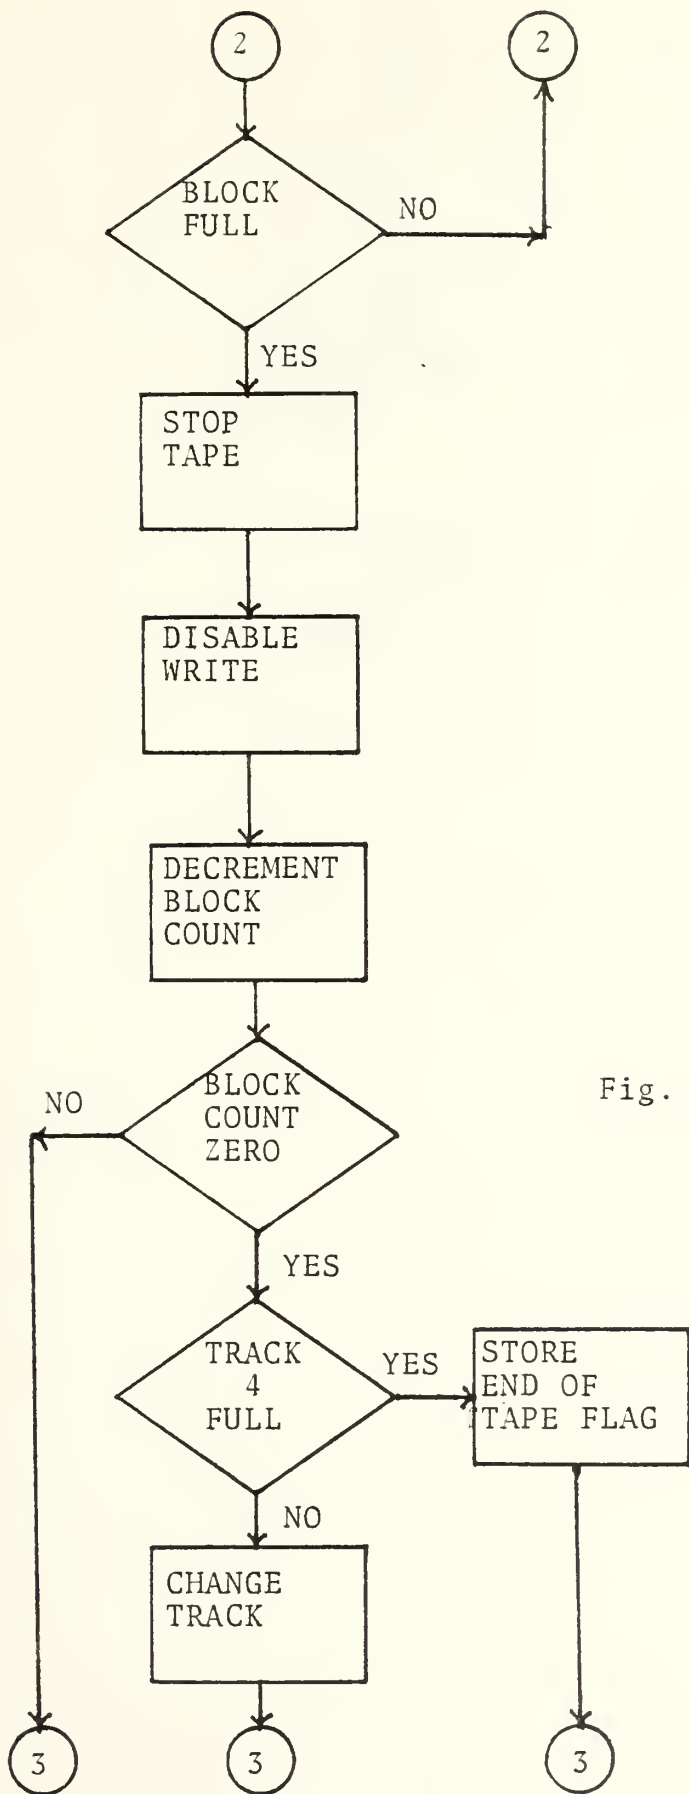 2
2
BLOCK
FULL
NO
YES
STOP
TAPE
DISABLE
WRITE
DECREMENT
BLOCK
COUNT
BLOCK
COUNT
ZERO
NO
Fig.
YES
TRACK
4
FULL
YES
STORE
END OF
TAPE FLAG
NO
CHANGE
TRACK
3
3
3